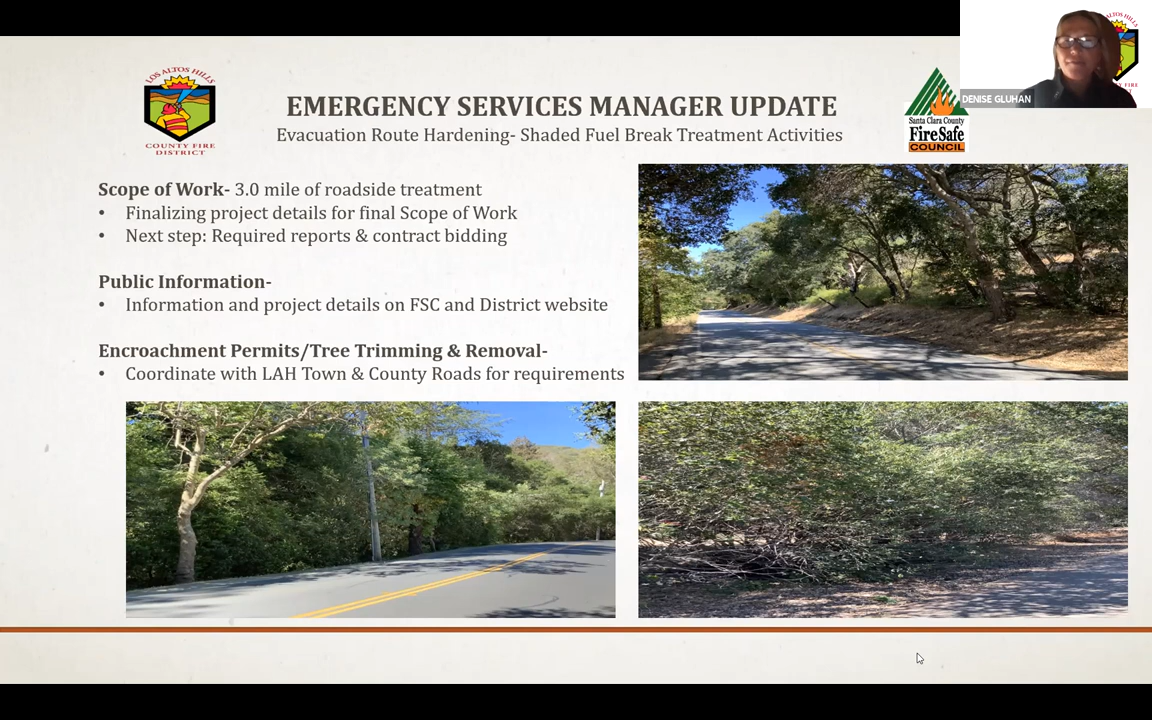 LOS ALTOS HILLS
COUNTY FIRE
DISTRICT
EMERGENCY SERVICES MANAGER UPDATE
Evacuation Route Hardening- Shaded Fuel Break Treatment Activities
Santa Clara County
FireSafe
COUNCIL
DENISE GLUHAN
Scope of Work- 3.0 mile of roadside treatment
• Finalizing project details for final Scope of Work
• Next step: Required reports & contract bidding
Public Information-
• Information and project details on FSC and District website
Encroachment Permits/Tree Trimming & Removal-
• Coordinate with LAH Town & County Roads for requirements